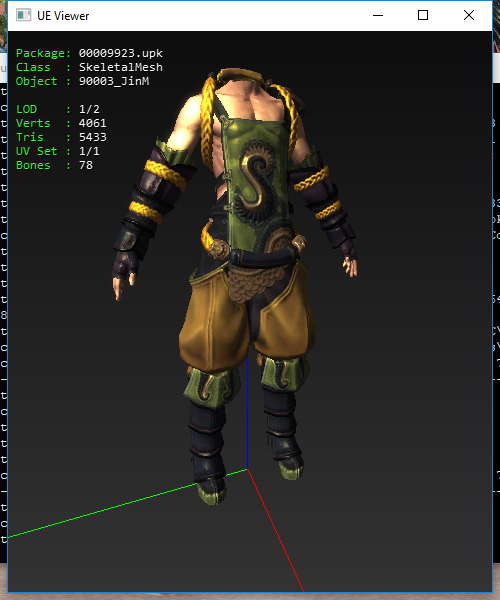 UE Viewer
Package: 00009923.upk
Class : SkeletalMesh
Object : 90003_JinM
LOD : 1/2
Verts : 4061
Tris : 5433
UV Set : 1/1
Bones : 78